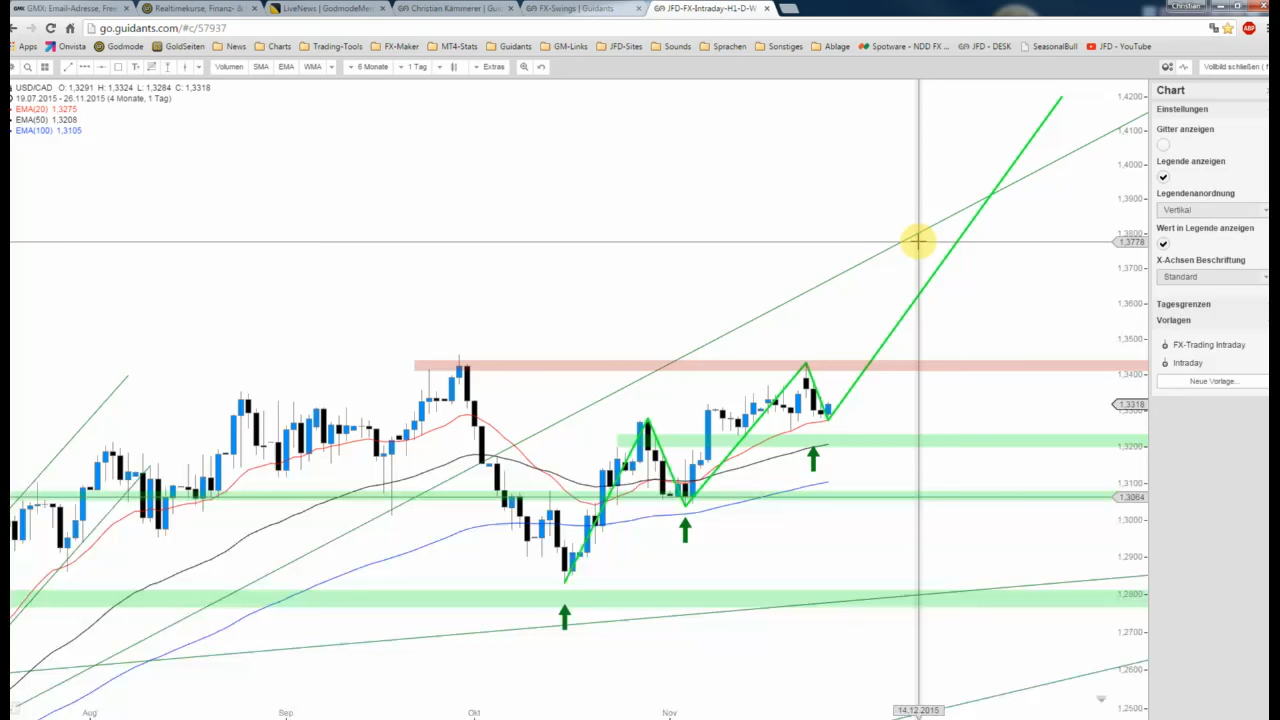 GMX: Email-Adresse, Free
Realtimekurse, Finanz- &
LiveNews | GodmodeMem
Christian Kämmerer | Gui
FX-Swings | Guidants
JFD-FX-Intraday-H1-D-W
Christian
go.guidants.com/#c/57937
Apps Onvista Godmode GoldSeiten News Charts Trading-Tools FX-Maker MT4-Stats Guidants GM-Links JFD-Sites Sounds Sprachen Sonstiges Ablage Spotware - NDD FX ... JFD - DESK SeasonalBull JFD - YouTube
Volumen SMA EMA WMA 6 Monate 1 Tag Extras Vollbild schließen (
USD/CAD O: 1,3291 H: 1,3324 L: 1,3284 C: 1,3318
19.07.2015 - 26.11.2015 (4 Monate, 1 Tag)
EMA(20) 1,3275
EMA(50) 1,3208
EMA(100) 1,3105
1,4200
1,4100
1,4000
1,3900
1,3800
1,3778
1,3700
1,3600
1,3500
1,3400
1,3318
1,3300
1,3200
1,3100
1,3064
1,3000
1,2900
1,2800
1,2700
1,2600
1,2500
Aug Sep Okt Nov 14.12.2015
Chart
Einstellungen
Gitter anzeigen
Legende anzeigen
Legendenanordnung
Vertikal
Wert in Legende anzeigen
X-Achsen Beschriftung
Standard
Tagesgrenzen
Vorlagen
FX-Trading Intraday
Intraday
Neue Vorlage...